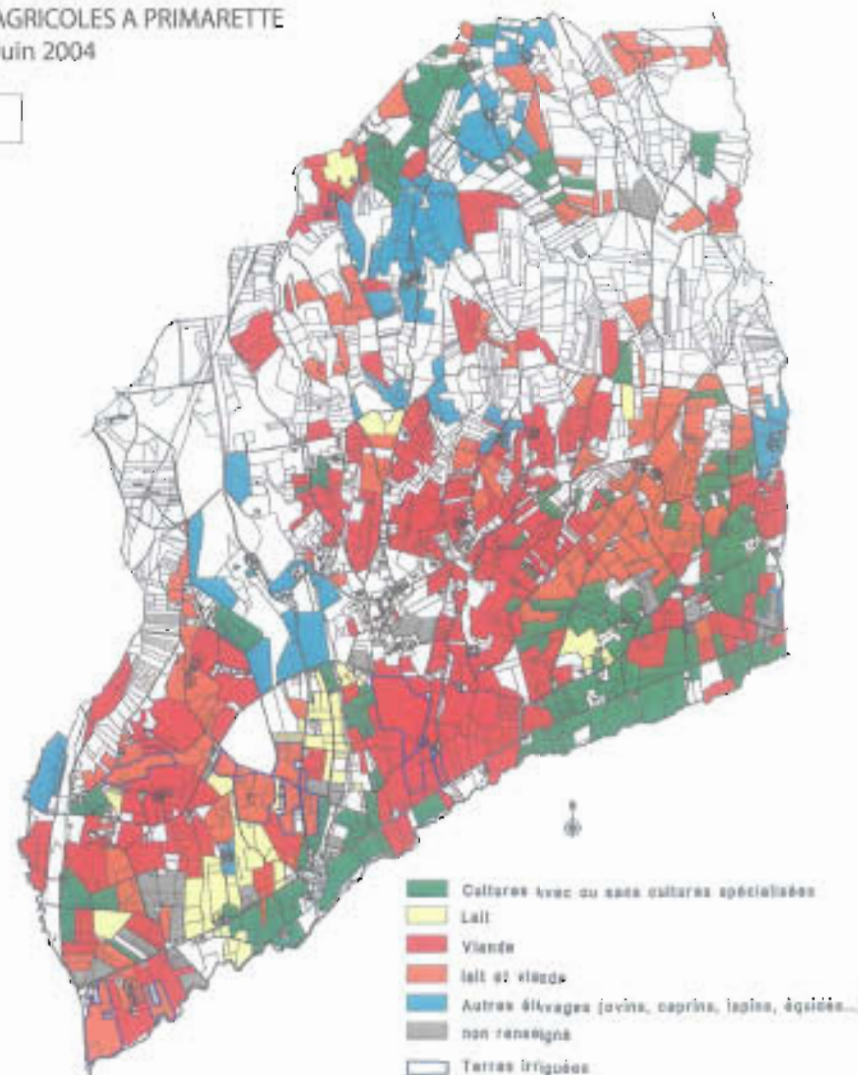 AGRICOLES A PRIMARETTE
uin 2004
Cultures avec ou sans cultures spécialisées
Lait
Viande
lait et viande
Autres élevages (ovins, caprins, lapins, équidés...
non renseigné
Terres irriguées